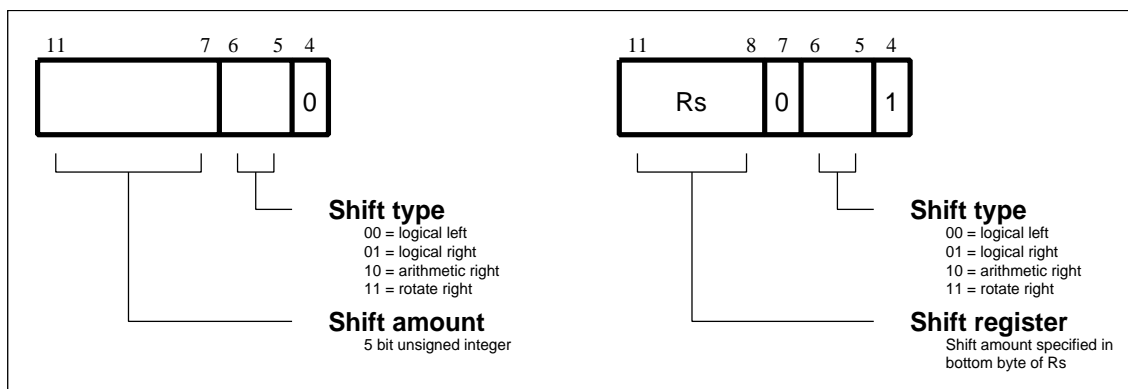 11 7 6 5 4
0
Shift type
00 = logical left
01 = logical right
10 = arithmetic right
11 = rotate right
Shift amount
5 bit unsigned integer
11 8 7 6 5 4
Rs 0 1
Shift type
00 = logical left
01 = logical right
10 = arithmetic right
11 = rotate right
Shift register
Shift amount specified in
bottom byte of Rs